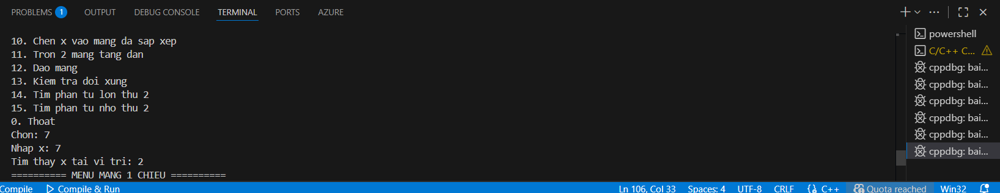 PROBLEMS 1 OUTPUT DEBUG CONSOLE TERMINAL PORTS AZURE
10. Chen x vao mang da sap xep
11. Tron 2 mang tang dan
12. Dao mang
13. Kiem tra doi xung
14. Tim phan tu lon thu 2
15. Tim phan tu nho thu 2
0. Thoat
Chon: 7
Nhap x: 7
Tim thay x tai vi tri: 2
========== MENU MANG 1 CHIEU ==========
powershell
C/C++ C...
cppdbg: bai...
cppdbg: bai...
cppdbg: bai...
cppdbg: bai...
cppdbg: bai...
cppdbg: bai...
Compile Compile & Run Ln 106, Col 33 Spaces: 4 UTF-8 CRLF C++ Quota reached Win32